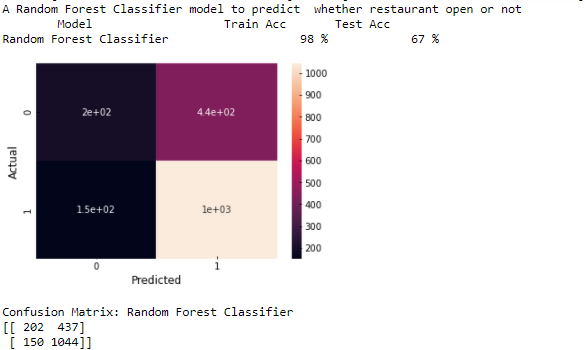 A Random Forest Classifier model to predict  whether restaurant open or not
Model Train Acc Test Acc
Random Forest Classifier 98 % 67 %
1000
900
800
700
600
500
400
300
200
Actual
0
1
2e+02 4.4e+02
1.5e+02 1e+03
0 1
Predicted
Confusion Matrix: Random Forest Classifier
[[ 202  437]
[ 150 1044]]